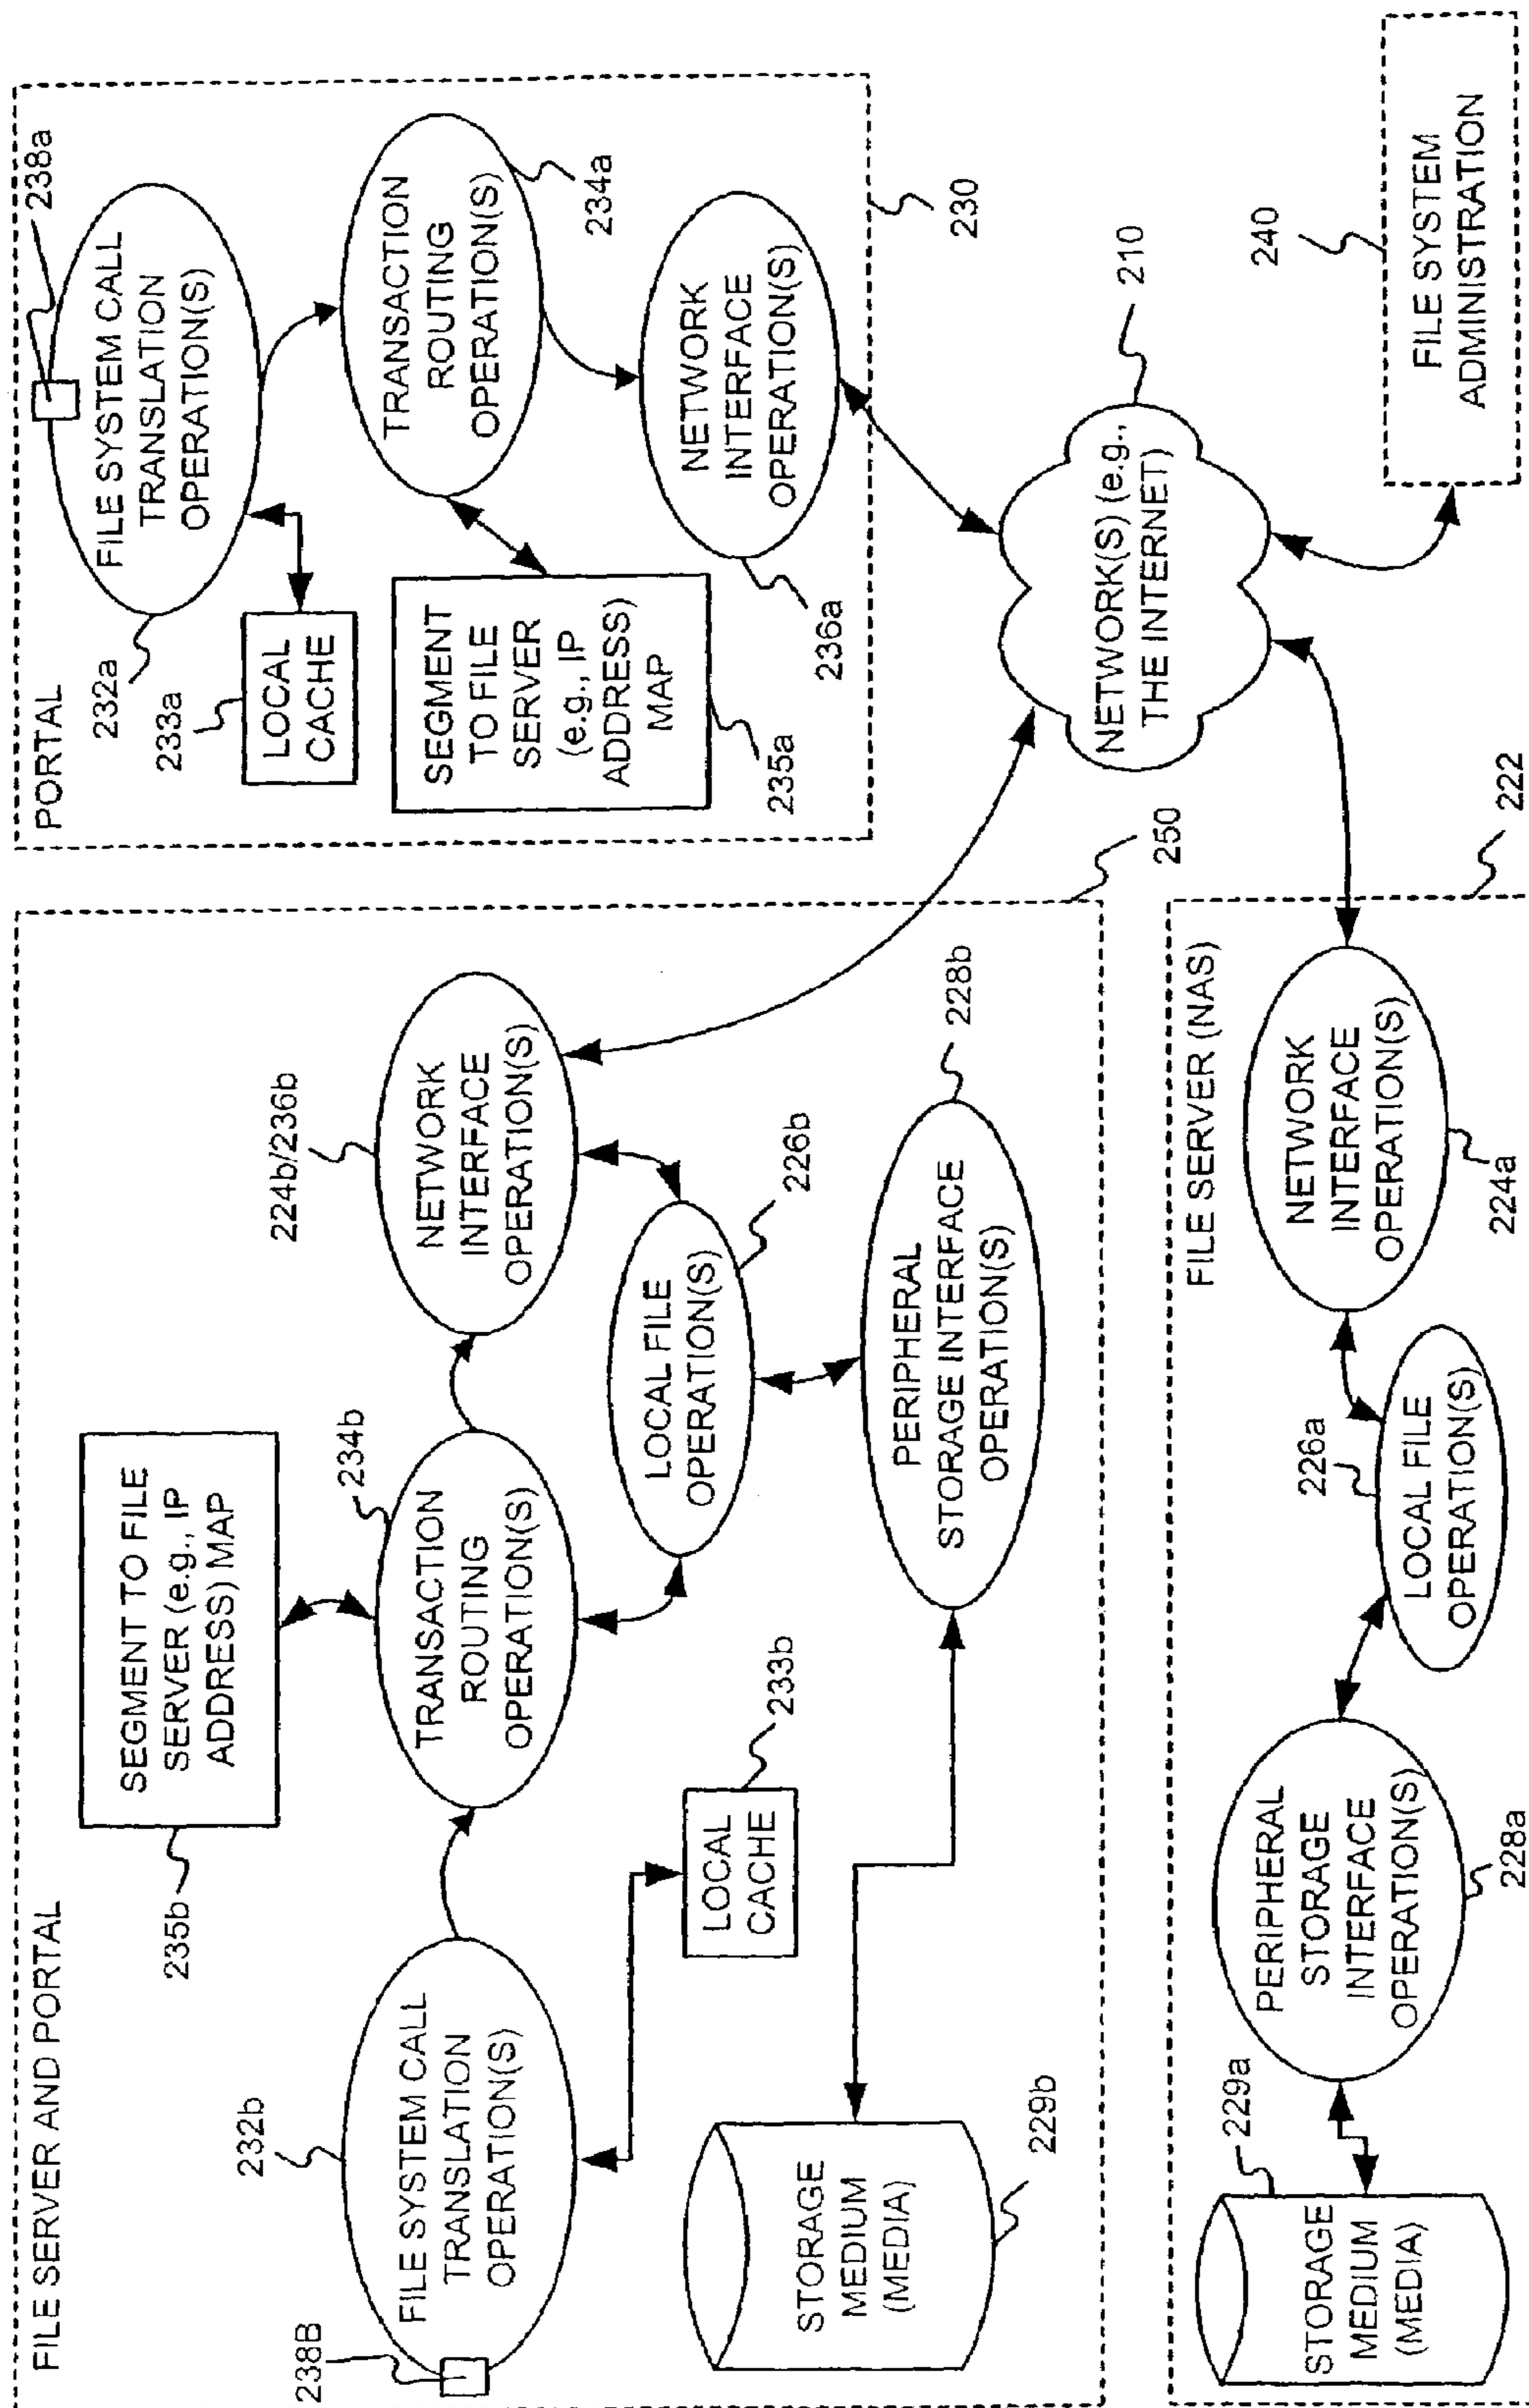 FILE SERVER AND PORTAL
235b
SEGMENT TO FILE
SERVER (e.g., IP
ADDRESS) MAP
238B
232b
FILE SYSTEM CALL
TRANSLATION
OPERATION(S)
234b
TRANSACTION
ROUTING
OPERATION(S)
224b/236b
NETWORK
INTERFACE
OPERATION(S)
LOCAL
CACHE
233b
LOCAL FILE
OPERATION(S)
226b
STORAGE
MEDIUM
(MEDIA)
229b
PERIPHERAL
STORAGE INTERFACE
OPERATION(S)
228b
250
PORTAL
232a
233a
LOCAL
CACHE
FILE SYSTEM CALL
TRANSLATION
OPERATION(S)
238a
SEGMENT
TO FILE
SERVER
(e.g., IP
ADDRESS)
MAP
235a
TRANSACTION
ROUTING
OPERATION(S)
234a
NETWORK
INTERFACE
OPERATION(S)
236a
230
NETWORK(S) (e.g.,
THE INTERNET)
210
240
FILE SYSTEM
ADMINISTRATION
FILE SERVER (NAS)
222
229a
STORAGE
MEDIUM
(MEDIA)
PERIPHERAL
STORAGE
INTERFACE
OPERATION(S)
228a
226a
LOCAL FILE
OPERATION(S)
NETWORK
INTERFACE
OPERATION(S)
224a